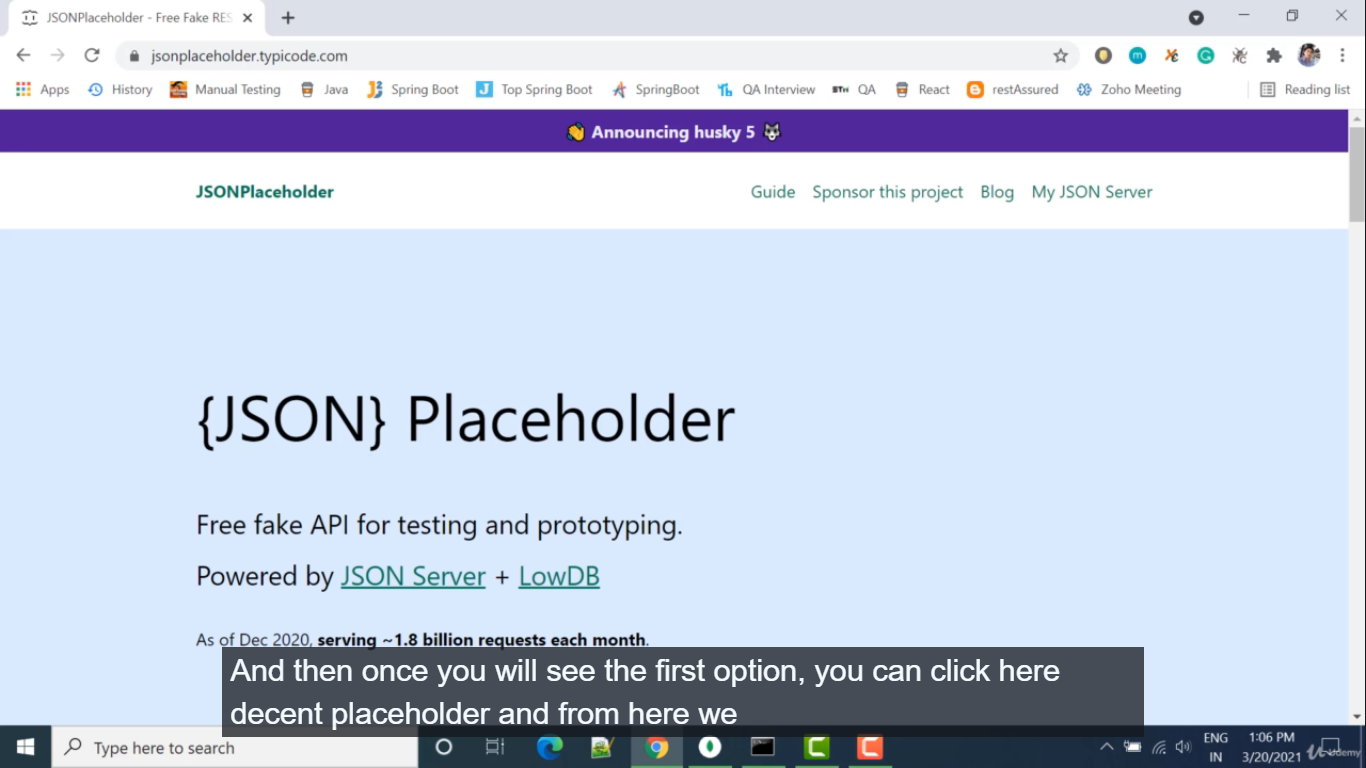 JSONPlaceholder - Free Fake RES
jsonplaceholder.typicode.com
Apps History Manual Testing Java Spring Boot Top Spring Boot SpringBoot QA Interview QA React restAssured Zoho Meeting Reading list
Announcing husky 5
JSONPlaceholder Guide Sponsor this project Blog My JSON Server
{JSON} Placeholder
Free fake API for testing and prototyping.
Powered by JSON Server + LowDB
As of Dec 2020, serving ~1.8 billion requests each month.
And then once you will see the first option, you can click here
decent placeholder and from here we
Type here to search
ENG
IN
1:06 PM
3/20/2021
Udemy